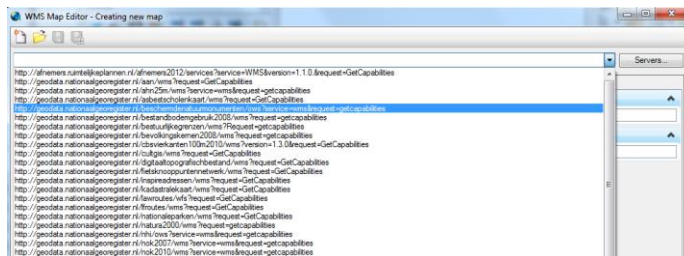 WMS Map Editor - Creating new map
Servers...
http://afnemers.ruimtelijkeplannen.nl/afnemers2012/services?service=WMS&version=1.1.0.&request=GetCapabilities
http://geodata.nationaalgeoregister.nl/aan/wms?request=GetCapabilities
http://geodata.nationaalgeoregister.nl/ahn25m/wms?request=GetCapabilities
http://geodata.nationaalgeoregister.nl/asbestscholenkaart/wms?request=GetCapabilities
http://geodata.nationaalgeoregister.nl/beschermdenatuurmonumenten/ows?service=wms&request=getcapabilities
http://geodata.nationaalgeoregister.nl/bestandbodemgebruik2008/wms?request=GetCapabilities
http://geodata.nationaalgeoregister.nl/bestuurlijkegrenzen/wms?Request=getcapabilities
http://geodata.nationaalgeoregister.nl/bevolkingskernen2008/wms?request=GetCapabilities
http://geodata.nationaalgeoregister.nl/cbsvierkanten100m2010/wms?version=1.3.0&request=GetCapabilities
http://geodata.nationaalgeoregister.nl/cultgis/wms?request=GetCapabilities
http://geodata.nationaalgeoregister.nl/digitaaltopografischbestand/wms?request=GetCapabilities
http://geodata.nationaalgeoregister.nl/fietsknooppuntennetwerk/wms?request=GetCapabilities
http://geodata.nationaalgeoregister.nl/inspireadressen/wms?request=GetCapabilities
http://geodata.nationaalgeoregister.nl/kadastralekaart/wms?request=GetCapabilities
http://geodata.nationaalgeoregister.nl/lawroutes/wfs?request=GetCapabilities
http://geodata.nationaalgeoregister.nl/lfroutes/wms?request=GetCapabilities
http://geodata.nationaalgeoregister.nl/nationaleparken/wms?request=GetCapabilities
http://geodata.nationaalgeoregister.nl/natura2000/wms?request=getcapabilities
http://geodata.nationaalgeoregister.nl/nhi/ows?service=wms&request=getcapabilities
http://geodata.nationaalgeoregister.nl/nok2007/wms?service=wms&request=getcapabilities
http://geodata.nationaalgeoregister.nl/nok2010/wms?service=wms&request=getcapabilities